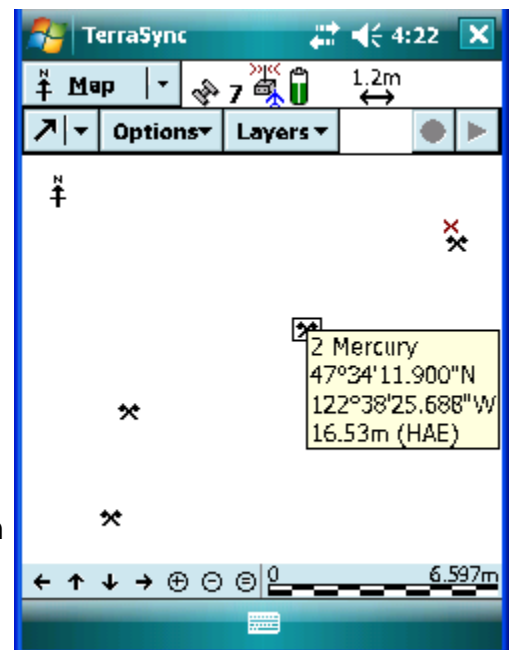 TerraSync 4:22
Map 7 1.2m
Options Layers
N
2 Mercury
47°34'11.900"N
122°38'25.688"W
16.53m (HAE)
0 6.597m